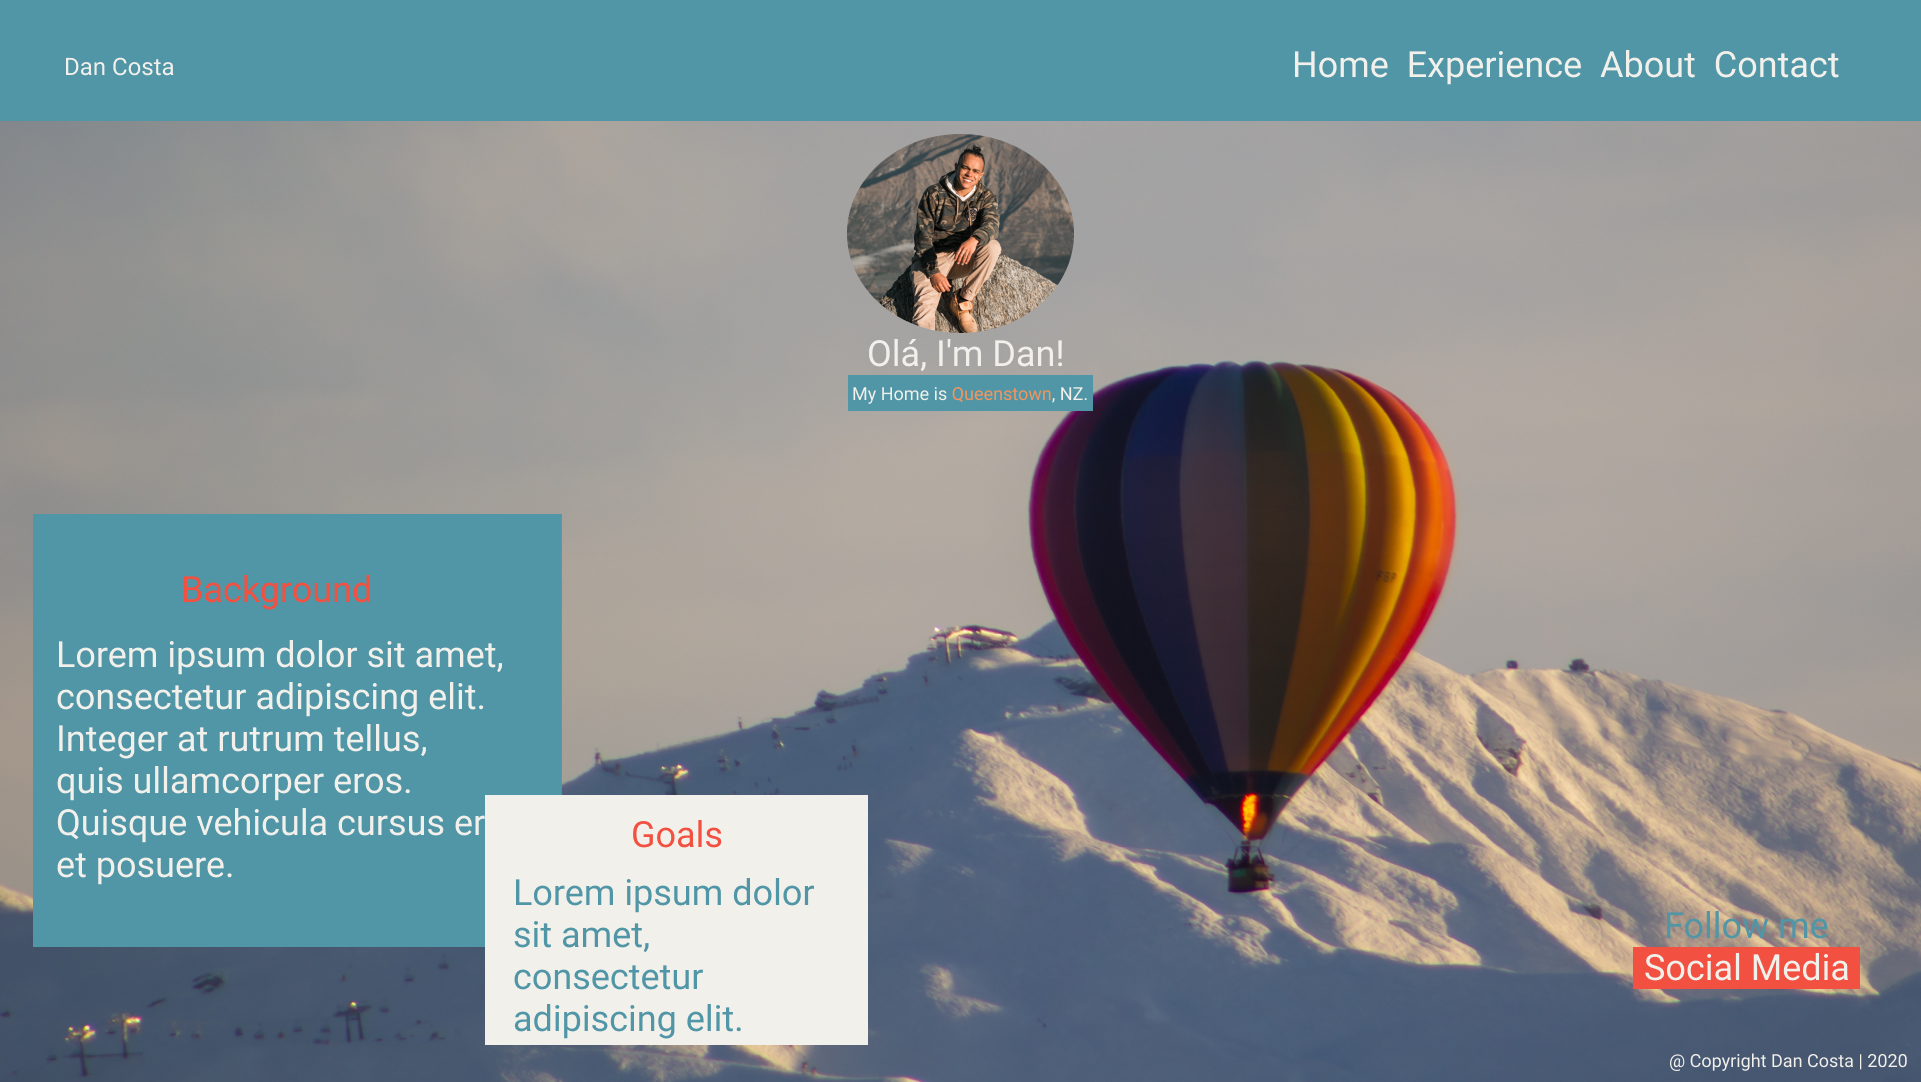 Dan Costa
Home Experience About Contact
Olá, I'm Dan!
My Home is Queenstown, NZ.
Background
Lorem ipsum dolor sit amet,
consectetur adipiscing elit.
Integer at rutrum tellus,
quis ullamcorper eros.
Quisque vehicula cursus er
et posuere.
Goals
Lorem ipsum dolor
sit amet,
consectetur
adipiscing elit.
FBP
Follow me
Social Media
@ Copyright Dan Costa | 2020